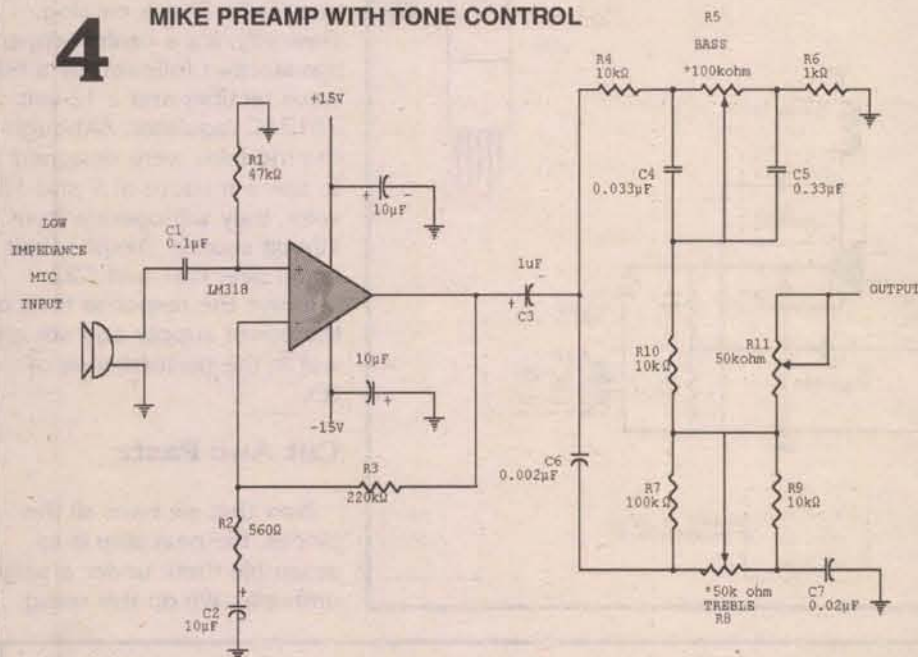 4
MIKE PREAMP WITH TONE CONTROL
R5
BASS
*100kohm
R4
10kΩ
R6
1kΩ
+15V
R1
47kΩ
10µF
C4
0.033µF
C5
0.33µF
LOW
IMPEDANCE
MIC
INPUT
C1
0.1µF
+
LM318
1uF
+
C3
OUTPUT
10µF
+
-15V
R10
10kΩ
R11
50kohm
R3
220kΩ
C6
0.002µF
R7
100kΩ
R9
10kΩ
R2
560Ω
*50k ohm
TREBLE
R8
C7
0.02µF
C2
10µF
+